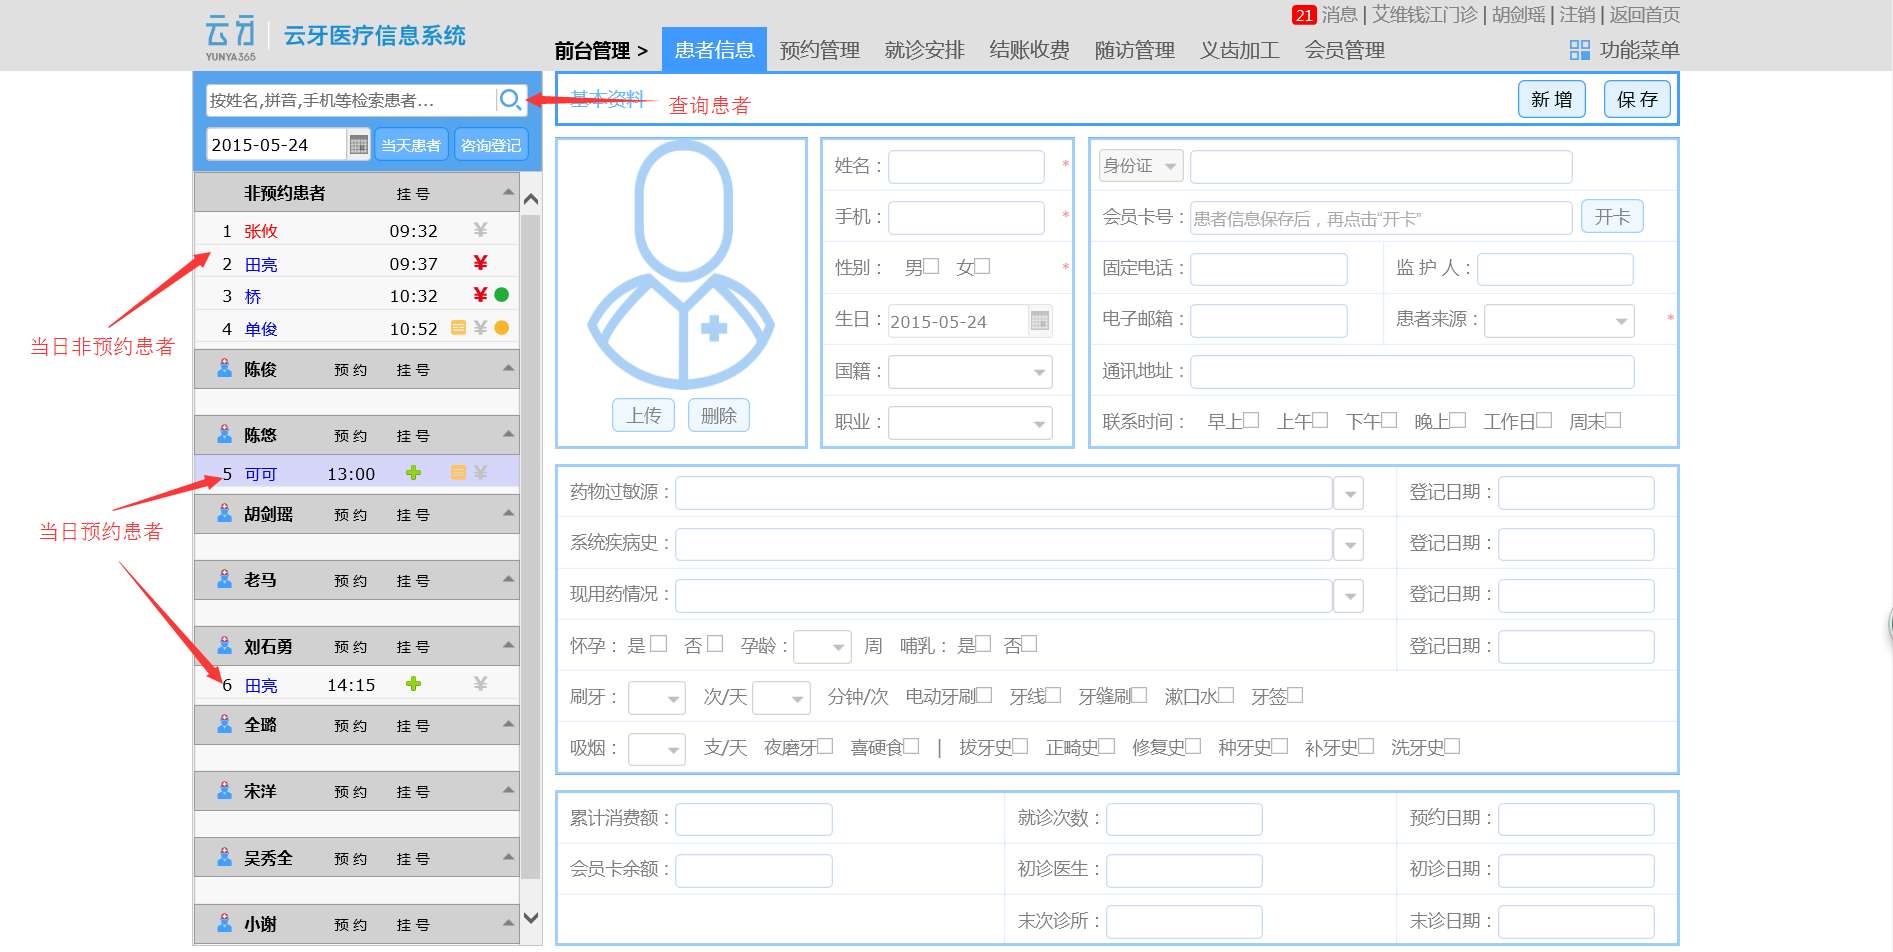 21 消息 | 艾维钱江门诊 | 胡剑瑶 | 注销 | 返回首页
云牙 YUNYA365 云牙医疗信息系统
前台管理 > 患者信息 预约管理 就诊安排 结账收费 随访管理 义齿加工 会员管理 功能菜单
按姓名,拼音,手机等检索患者...
2015-05-24 当天患者 咨询登记
基本资料 查询患者 新 增 保 存
非预约患者 挂 号
1 张攸 09:32 ¥
2 田亮 09:37 ¥
3 桥 10:32 ¥
4 单俊 10:52 ¥
当日非预约患者
陈俊 预 约 挂 号
陈悠 预 约 挂 号
5 可可 13:00 ¥
当日预约患者
胡剑瑶 预 约 挂 号
老马 预 约 挂 号
刘石勇 预 约 挂 号
6 田亮 14:15 ¥
全璐 预 约 挂 号
宋洋 预 约 挂 号
吴秀全 预 约 挂 号
小谢 预 约 挂 号
上传 删除
姓名： *
手机： *
性别： 男 女 *
生日：2015-05-24
国籍：
职业：
身份证
会员卡号：患者信息保存后，再点击“开卡” 开卡
固定电话： 监 护 人：
电子邮箱： 患者来源： *
通讯地址：
联系时间： 早上 上午 下午 晚上 工作日 周末
药物过敏源： 登记日期：
系统疾病史： 登记日期：
现用药情况： 登记日期：
怀孕： 是 否 孕龄： 周 哺乳： 是 否 登记日期：
刷牙： 次/天 分钟/次 电动牙刷 牙线 牙缝刷 漱口水 牙签
吸烟： 支/天 夜磨牙 喜硬食 | 拔牙史 正畸史 修复史 种牙史 补牙史 洗牙史
累计消费额： 就诊次数： 预约日期：
会员卡余额： 初诊医生： 初诊日期：
末次诊所： 末诊日期：